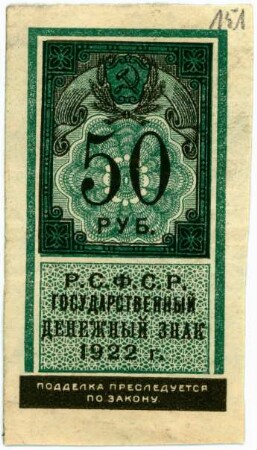 151
50
РУБ.
Р.С.Ф.С.Р.
ГОСУДАРСТВЕННЫЙ
ДЕНЕЖНЫЙ ЗНАК
1922 г.
ПОДДЕЛКА ПРЕСЛЕДУЕТСЯ
ПО ЗАКОНУ.